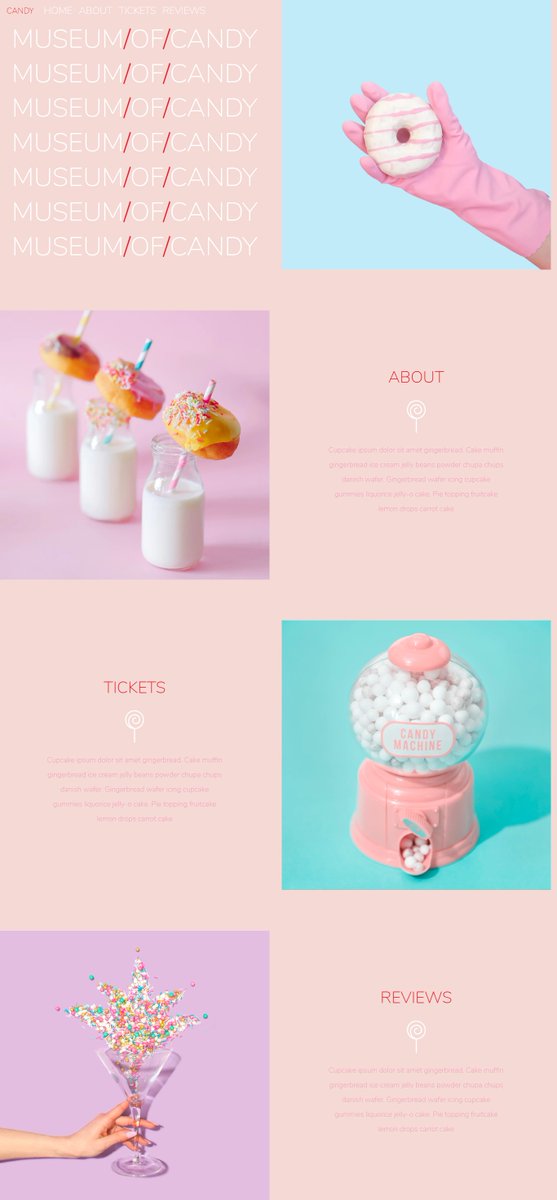 CANDY HOME ABOUT TICKETS REVIEWS
MUSEUM/OF/CANDY
MUSEUM/OF/CANDY
MUSEUM/OF/CANDY
MUSEUM/OF/CANDY
MUSEUM/OF/CANDY
MUSEUM/OF/CANDY
MUSEUM/OF/CANDY
ABOUT
Cupcake ipsum dolor sit amet gingerbread. Cake muffin
gingerbread ice cream jelly beans powder chupa chups
danish wafer. Gingerbread wafer icing cupcake
gummies liquorice jelly-o cake. Pie topping fruitcake
lemon drops carrot cake.
TICKETS
Cupcake ipsum dolor sit amet gingerbread. Cake muffin
gingerbread ice cream jelly beans powder chupa chups
danish wafer. Gingerbread wafer icing cupcake
gummies liquorice jelly-o cake. Pie topping fruitcake
lemon drops carrot cake.
CANDY
MACHINE
REVIEWS
Cupcake ipsum dolor sit amet gingerbread. Cake muffin
gingerbread ice cream jelly beans powder chupa chups
danish wafer. Gingerbread wafer icing cupcake
gummies liquorice jelly-o cake. Pie topping fruitcake
lemon drops carrot cake.